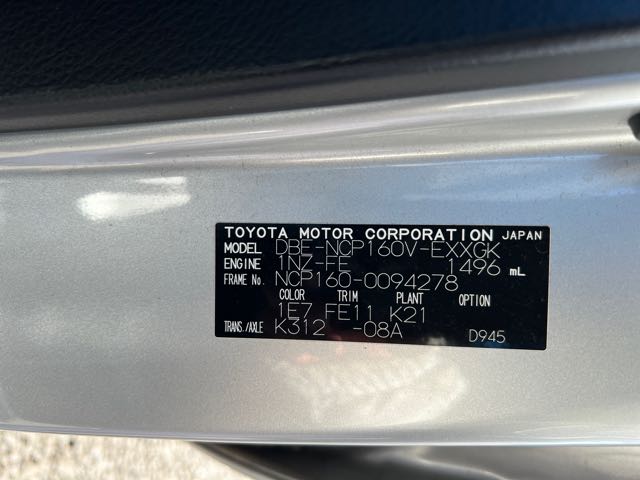 TOYOTA MOTOR CORPORATION JAPAN
MODEL DBE-NCP160V-EXXGK
ENGINE 1NZ-FE 1496 mL
FRAME No. NCP160-0094278
COLOR TRIM PLANT OPTION
1E7 FE11 K21
TRANS./AXLE K312 -08A D945